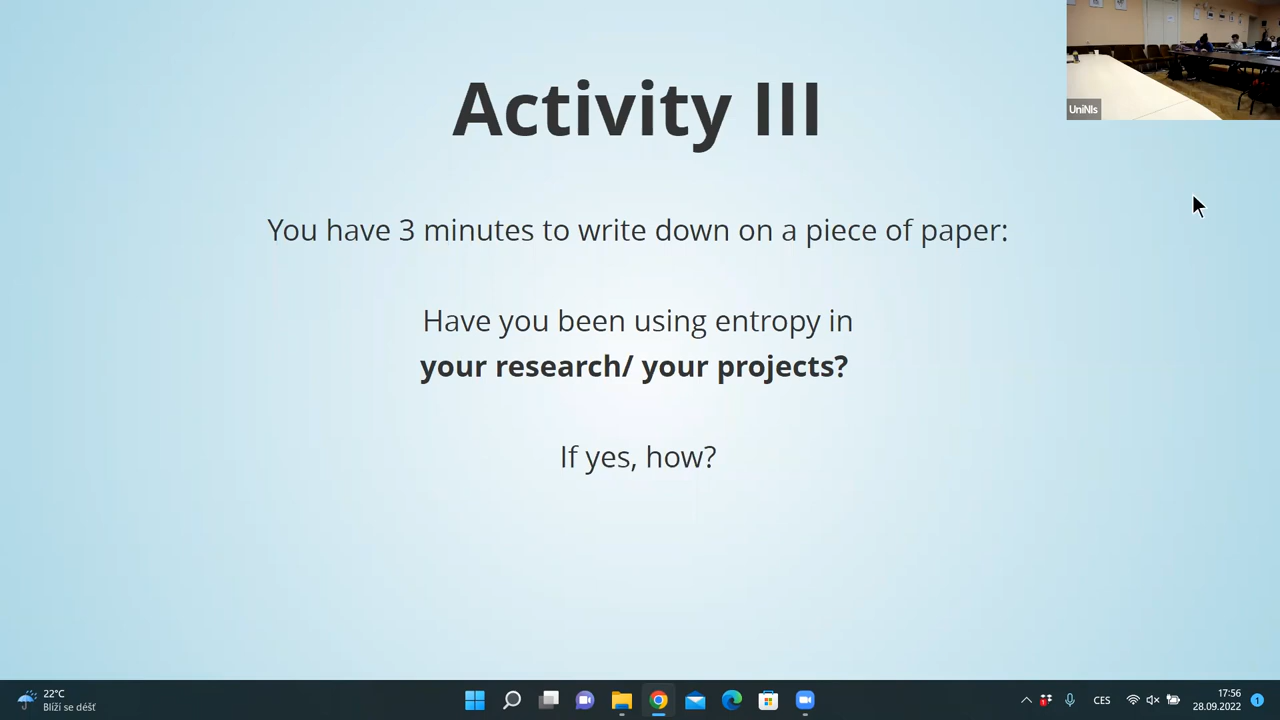 Activity III
UniNIs
You have 3 minutes to write down on a piece of paper:
Have you been using entropy in
your research/ your projects?
If yes, how?
22°C
Blíží se déšť
CES
17:56
28.09.2022
1